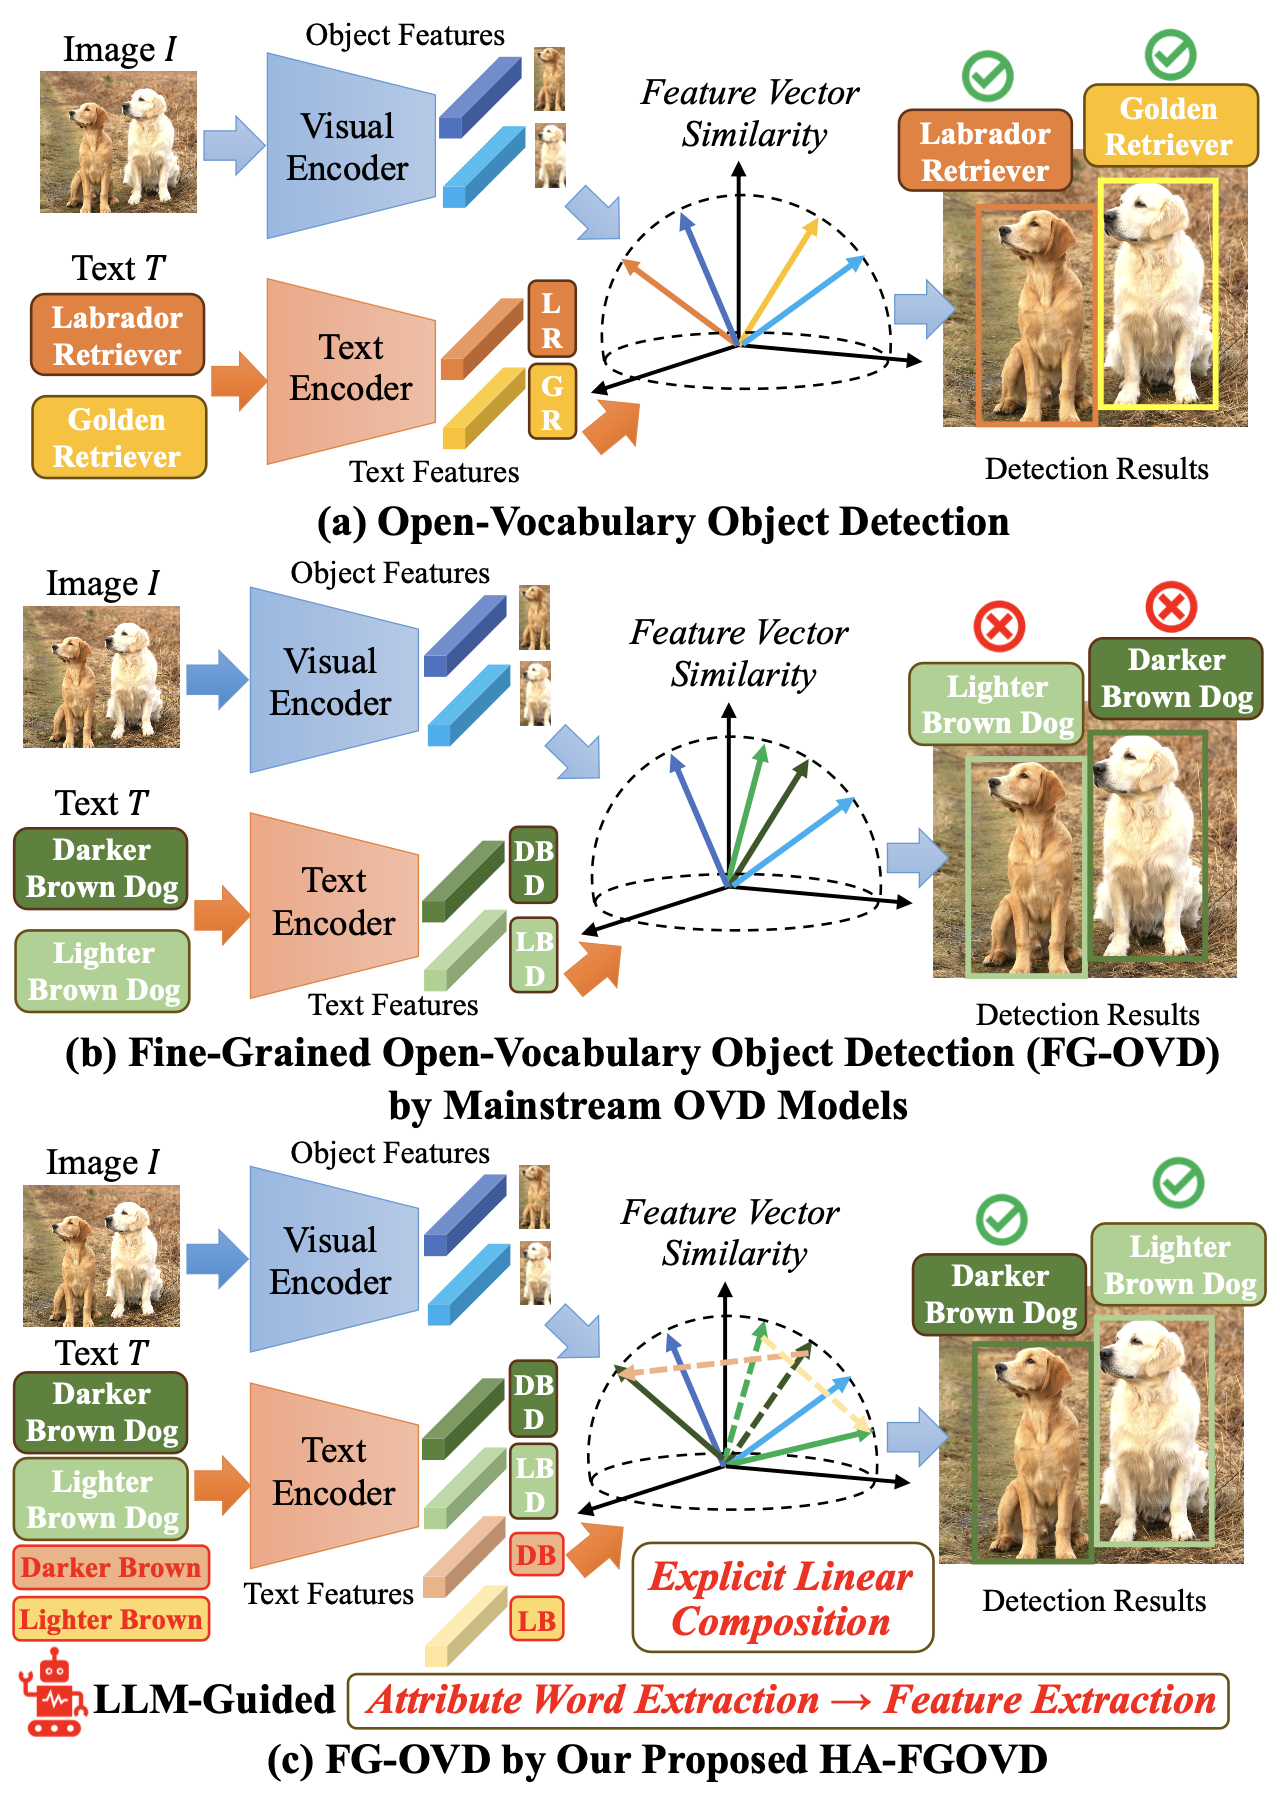 Image I
Object Features
Visual
Encoder
Feature Vector
Similarity
Labrador
Retriever
Golden
Retriever
Text T
Labrador
Retriever
Golden
Retriever
Text
Encoder
L
R
G
R
Text Features
Detection Results
(a) Open-Vocabulary Object Detection
Image I
Object Features
Visual
Encoder
Feature Vector
Similarity
Lighter
Brown Dog
Darker
Brown Dog
Text T
Darker
Brown Dog
Lighter
Brown Dog
Text
Encoder
DB
D
LB
D
Text Features
Detection Results
(b) Fine-Grained Open-Vocabulary Object Detection (FG-OVD)
by Mainstream OVD Models
Image I
Object Features
Visual
Encoder
Feature Vector
Similarity
Darker
Brown Dog
Lighter
Brown Dog
Text T
Darker
Brown Dog
Lighter
Brown Dog
Darker Brown
Lighter Brown
Text
Encoder
DB
D
LB
D
DB
LB
Text Features
Explicit Linear
Composition
Detection Results
LLM-Guided Attribute Word Extraction → Feature Extraction
(c) FG-OVD by Our Proposed HA-FGOVD